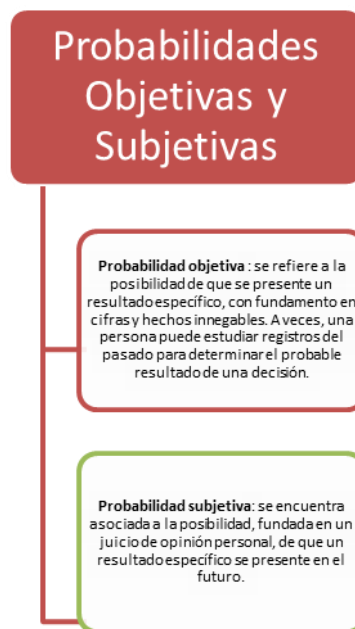 Probabilidades
Objetivas y
Subjetivas
Probabilidad objetiva : se refiere a la
posibilidad de que se presente un
resultado específico, con fundamento en
cifras y hechos innegables. A veces, una
persona puede estudiar registros del
pasado para determinar el probable
resultado de una decisión.
Probabilidad subjetiva: se encuentra
asociada a la posibilidad, fundada en un
juicio de opinión personal, de que un
resultado específico se presente en el
futuro.